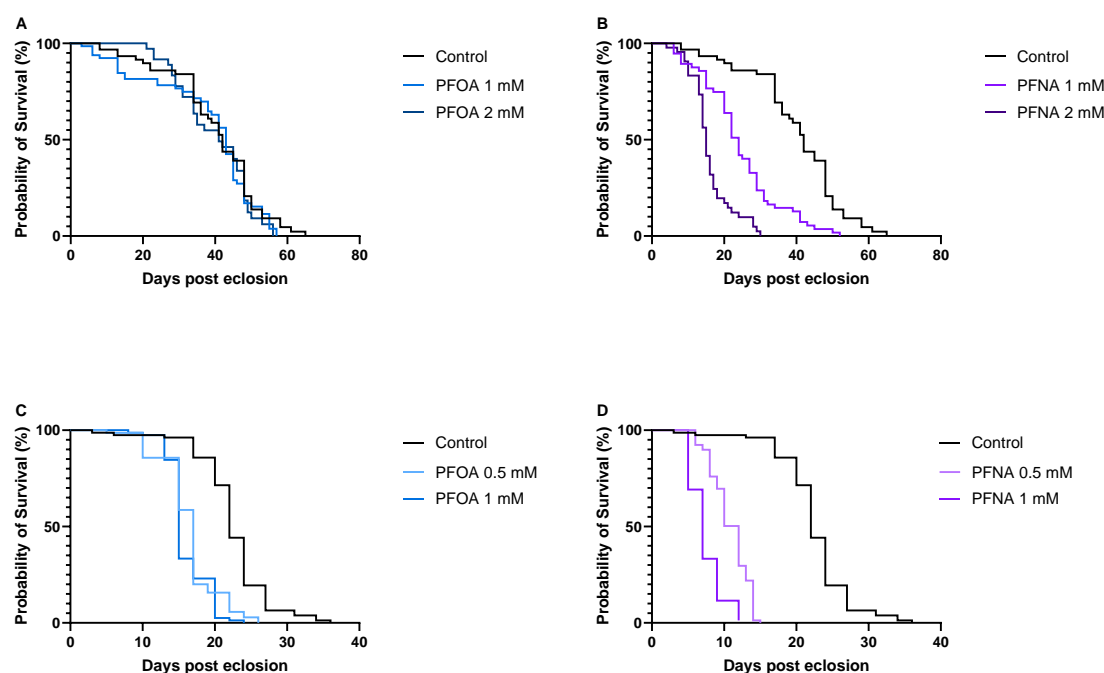 A
Probability of Survival (%)
100
50
0
0 20 40 60 80
Days post eclosion
Control
PFOA 1 mM
PFOA 2 mM
B
Probability of Survival (%)
100
50
0
0 20 40 60 80
Days post eclosion
Control
PFNA 1 mM
PFNA 2 mM
C
Probability of Survival (%)
100
50
0
0 10 20 30 40
Days post eclosion
Control
PFOA 0.5 mM
PFOA 1 mM
D
Probability of Survival (%)
100
50
0
0 10 20 30 40
Days post eclosion
Control
PFNA 0.5 mM
PFNA 1 mM